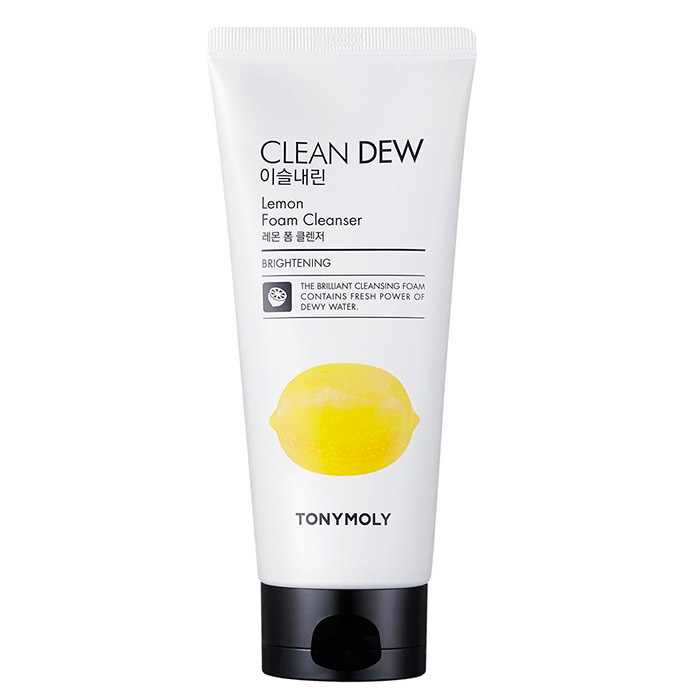 CLEAN DEW
이슬내린
Lemon
Foam Cleanser
레몬 폼 클렌저
BRIGHTENING
THE BRILLIANT CLEANSING FOAM
CONTAINS FRESH POWER OF
DEWY WATER.
TONYMOLY